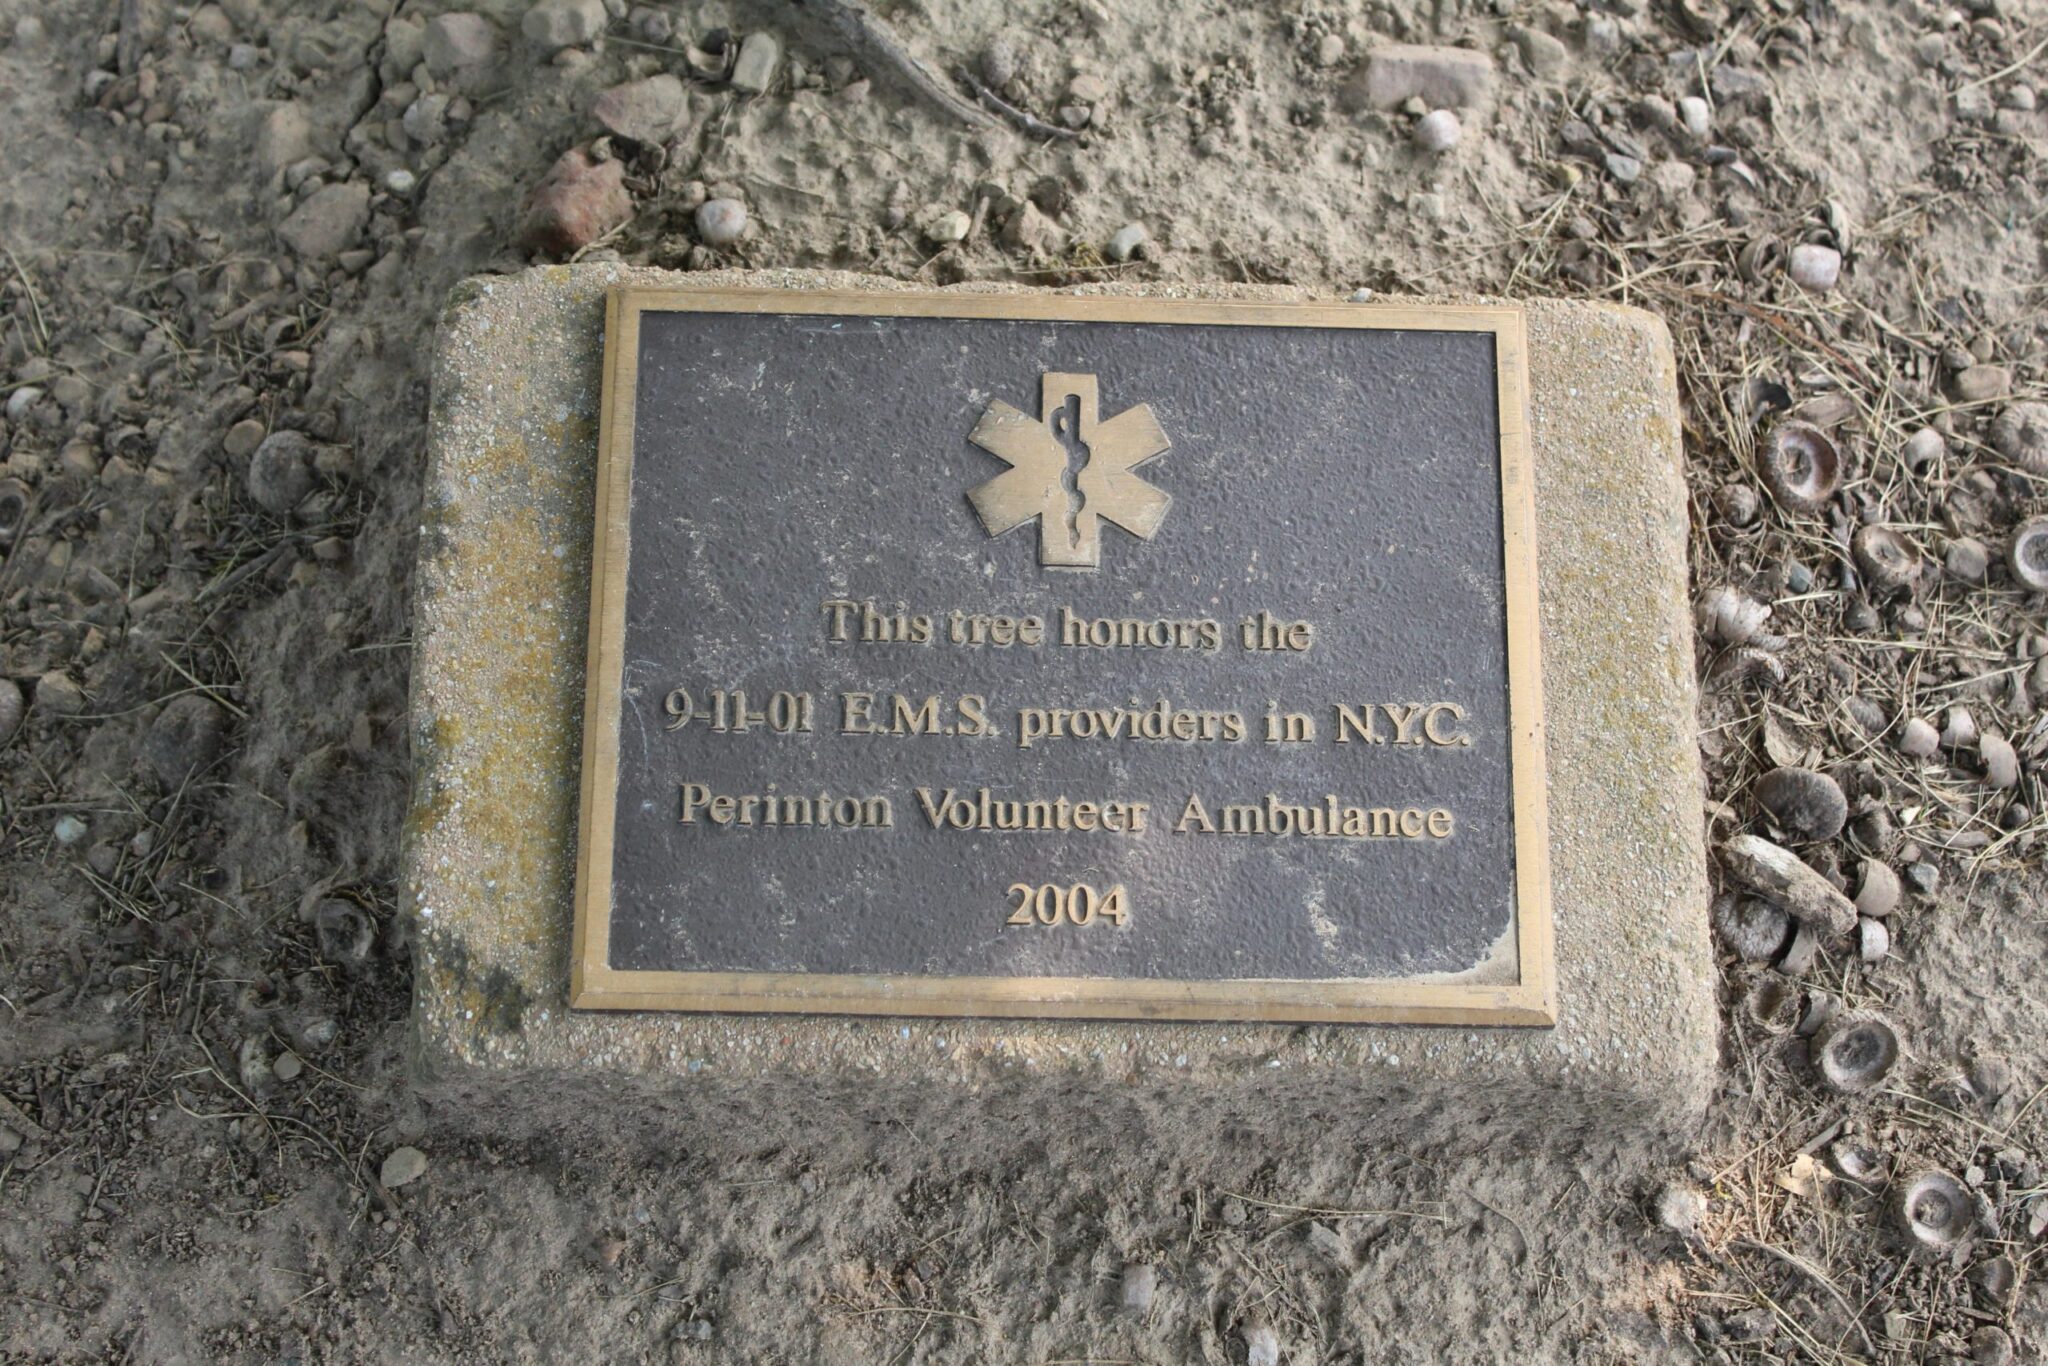 This tree honors the
9-11-01 E.M.S. providers in N.Y.C.
Perinton Volunteer Ambulance
2004